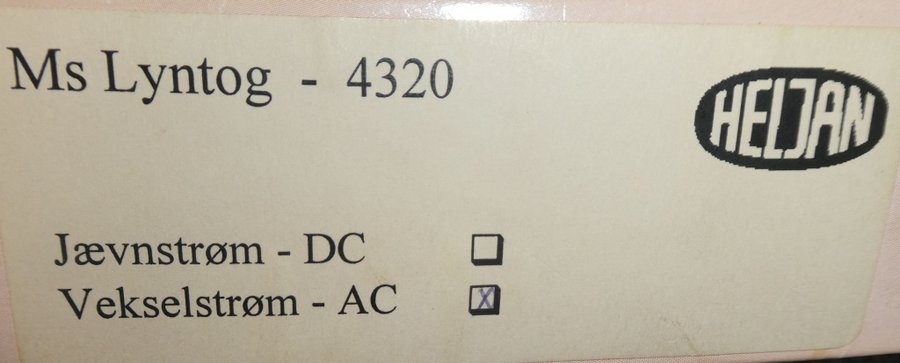 Ms Lyntog - 4320
HELJAN
Jævnstrøm - DC ☐
Vekselstrøm - AC ☒